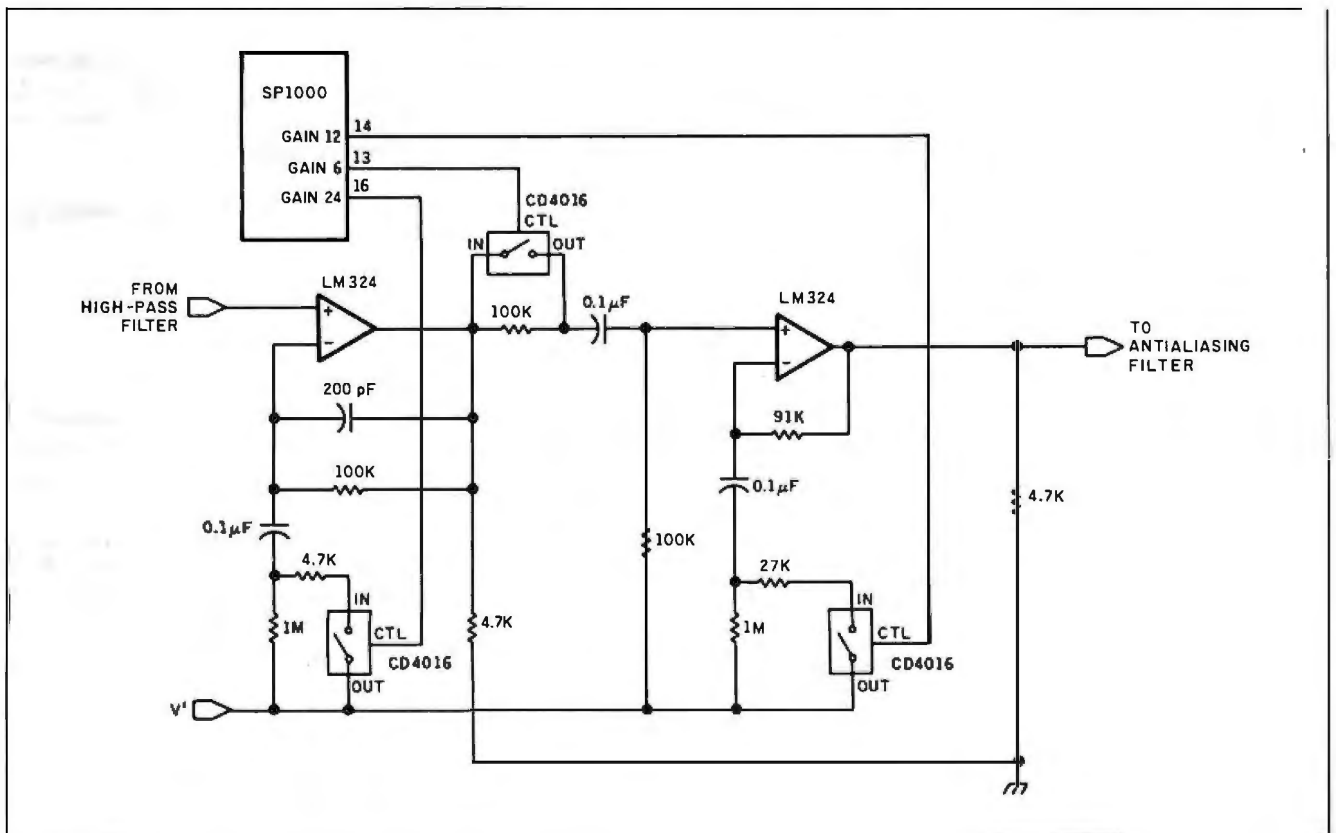 SP1000
GAIN 12
14
GAIN 6
13
GAIN 24
16
CD4016
CTL
IN
OUT
FROM
HIGH-PASS
FILTER
LM324
+
−
100K
0.1µF
LM324
+
−
TO
ANTIALIASING
FILTER
200 pF
91K
100K
0.1µF
0.1µF
4.7K
4.7K
100K
27K
IN
IN
1M
CTL
4.7K
1M
CTL
CD4016
CD4016
OUT
OUT
V'